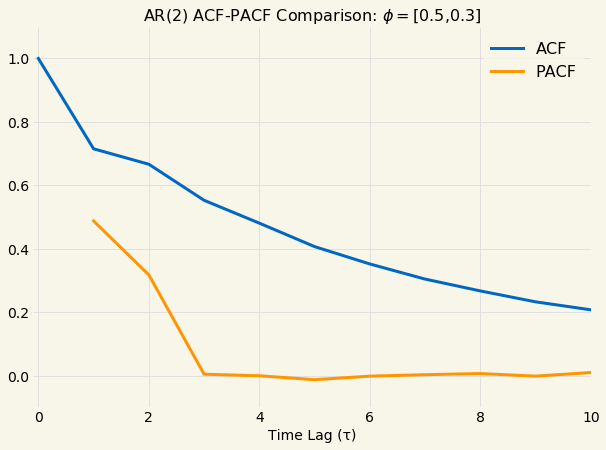 AR(2) ACF-PACF Comparison: ϕ = [0.5,0.3]
ACF
PACF
1.0
0.8
0.6
0.4
0.2
0.0
0 2 4 6 8 10
Time Lag (τ)